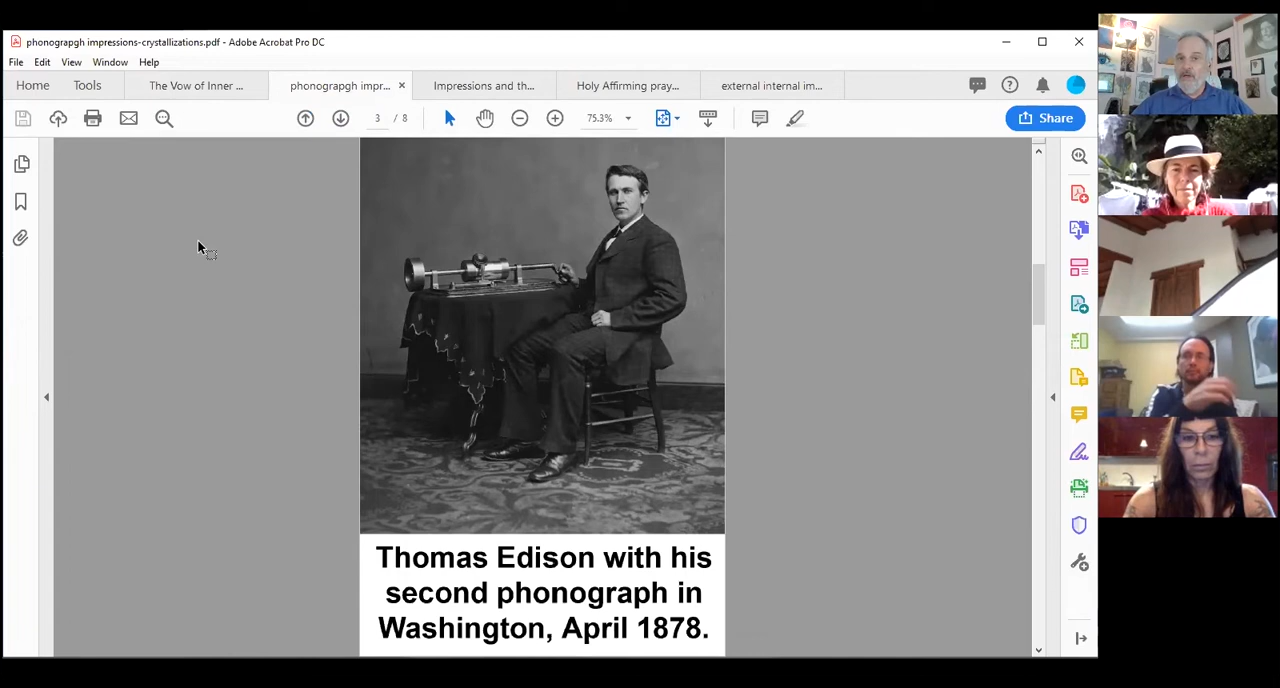 phonograpgh impressions-crystallizations.pdf - Adobe Acrobat Pro DC
File Edit View Window Help
Home Tools The Vow of Inner ... phonograpgh impr... × Impressions and th... Holy Affirming pray... external internal im...
3 / 8 75.3% Share
Thomas Edison with his
second phonograph in
Washington, April 1878.